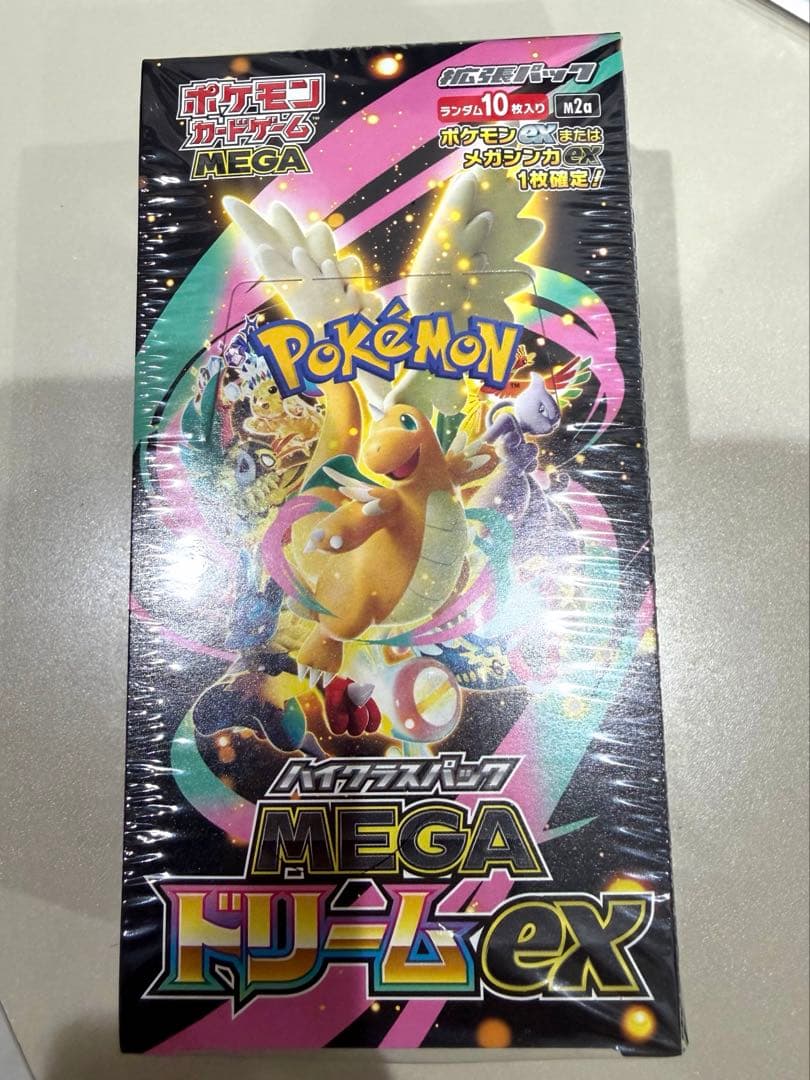 ポケモン
カードゲーム™
MEGA
拡張パック
ランダム10枚入り M2a
ポケモンexまたは
メガシンカex
1枚確定!
POKéMON
™
ハイクラスパック
MEGA
ドリームex